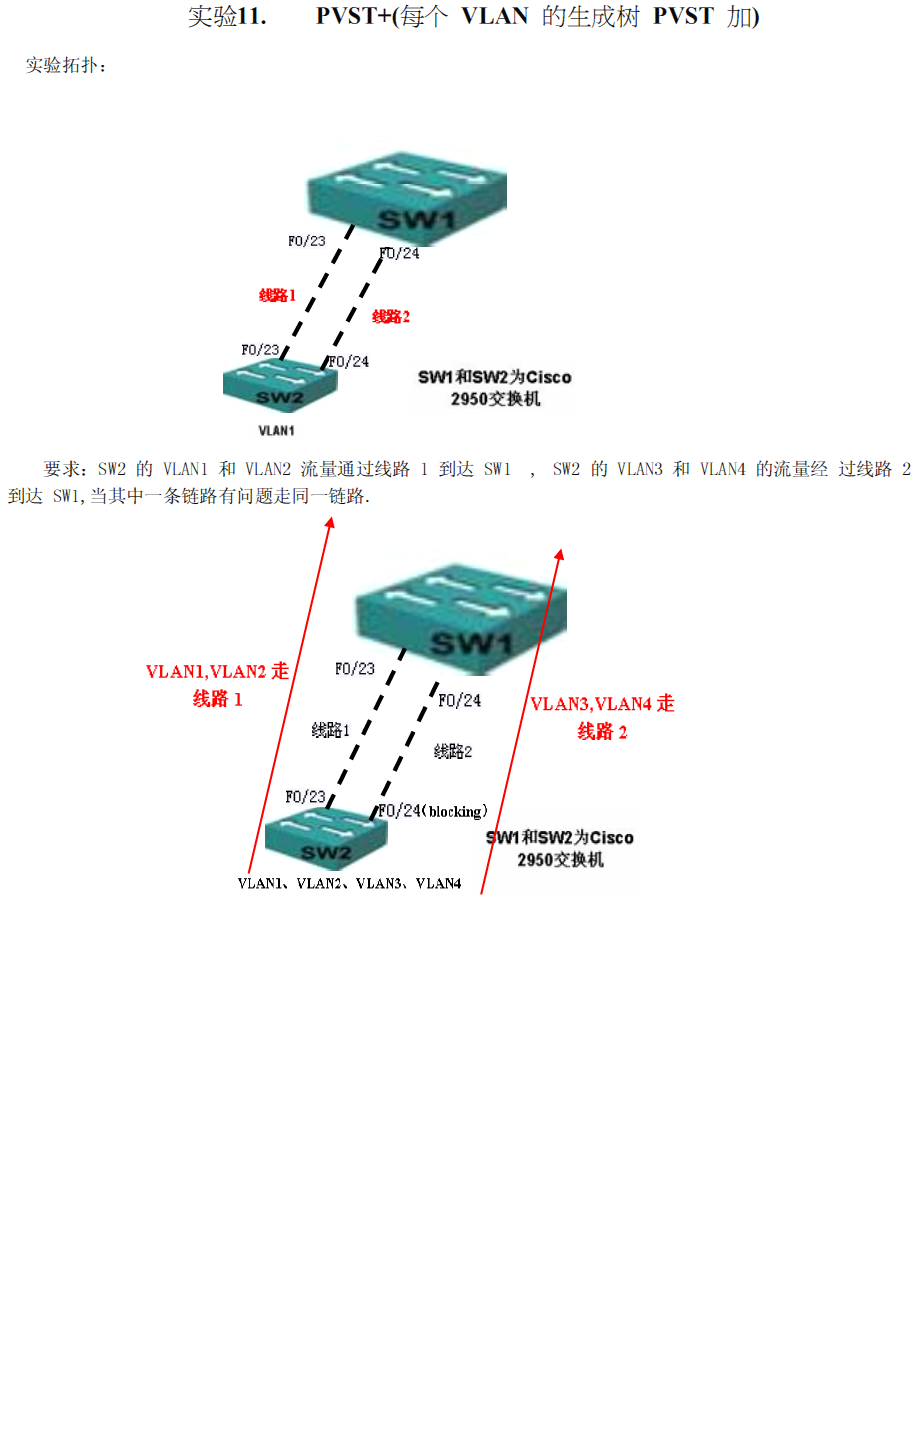 实验11. PVST+(每个 VLAN 的生成树 PVST 加)
实验拓扑:
SW1
F0/23
F0/24
线路1
线路2
F0/23
F0/24
SW2
SW1和SW2为Cisco
2950交换机
VLAN1
要求: SW2 的 VLAN1 和 VLAN2 流量通过线路 1 到达 SW1 , SW2 的 VLAN3 和 VLAN4 的流量经 过线路 2
到达 SW1,当其中一条链路有问题走同一链路.
SW1
F0/23
VLAN1,VLAN2 走
线路 1
F0/24
VLAN3,VLAN4 走
线路 2
线路1
线路2
F0/23
F0/24(blocking)
SW2
SW1和SW2为Cisco
2950交换机
VLAN1、VLAN2、VLAN3、VLAN4